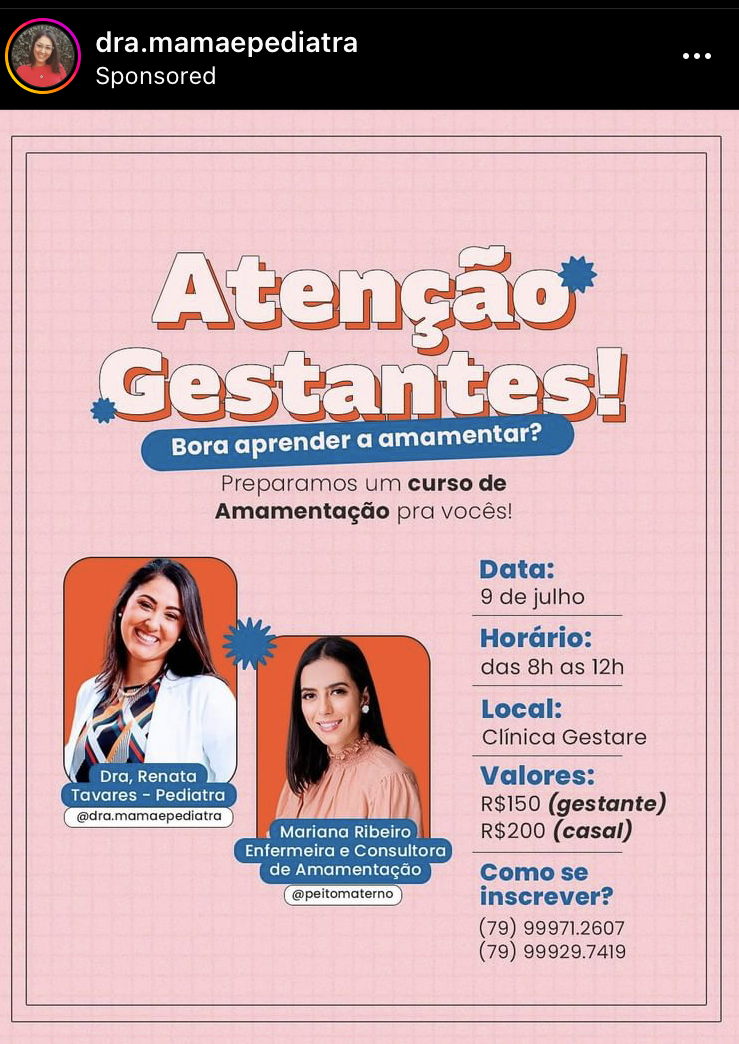 dra.mamaepediatra
Sponsored
Atenção
Gestantes!
Bora aprender a amamentar?
Preparamos um curso de
Amamentação pra vocês!
Dra, Renata
Tavares - Pediatra
@dra.mamaepediatra
Mariana Ribeiro
Enfermeira e Consultora
de Amamentação
@peitomaterno
Data:
9 de julho
Horário:
das 8h as 12h
Local:
Clínica Gestare
Valores:
R$150 (gestante)
R$200 (casal)
Como se
inscrever?
(79) 99971.2607
(79) 99929.7419